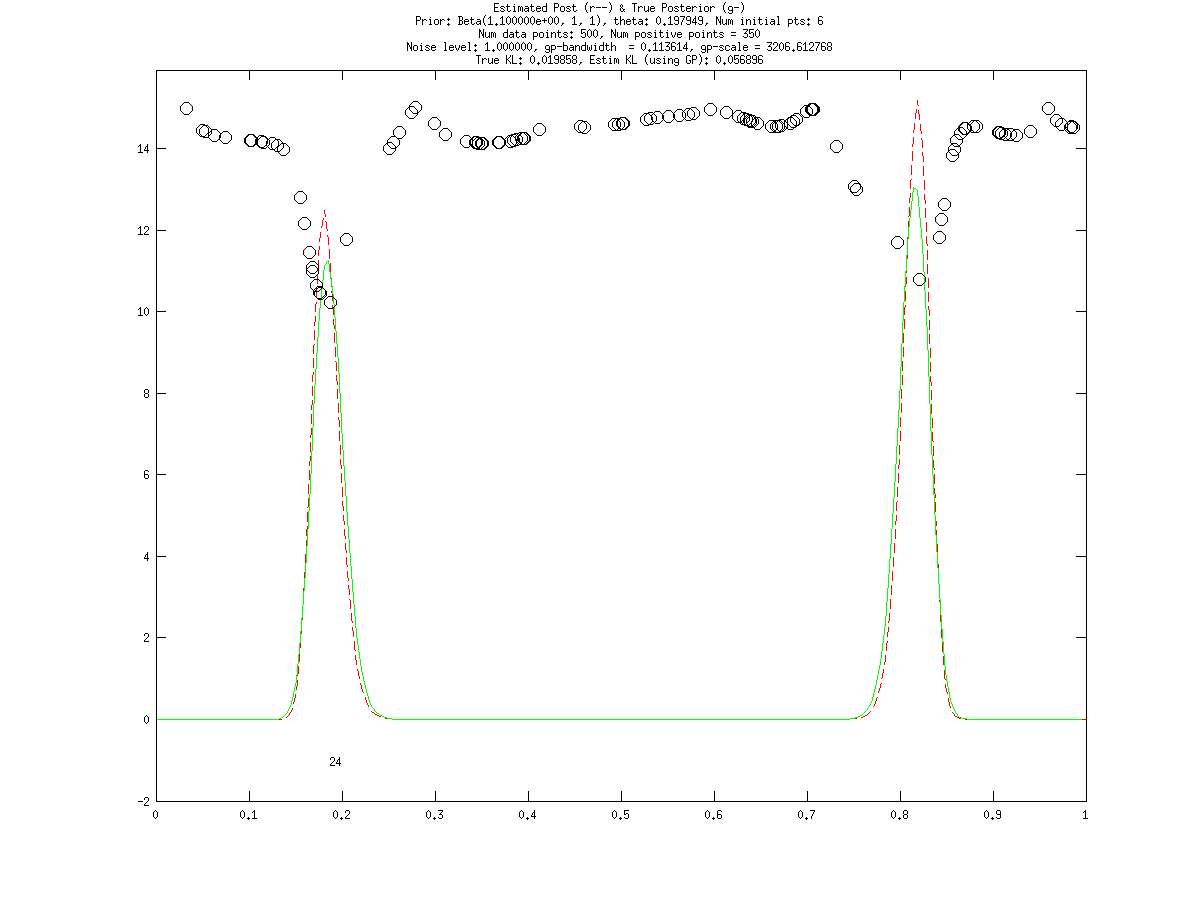 Estimated Post (r--) & True Posterior (g-)
Prior: Beta(1.100000e+00, 1, 1), theta: 0.197949, Num initial pts: 6
Num data points: 500, Num positive points = 350
Noise level: 1.000000, gp-bandwidth  = 0.113614, gp-scale = 3206.612768
True KL: 0.019858, Estim KL (using GP): 0.056896
14
12
10
8
6
4
2
0
24
-2
0 0.1 0.2 0.3 0.4 0.5 0.6 0.7 0.8 0.9 1